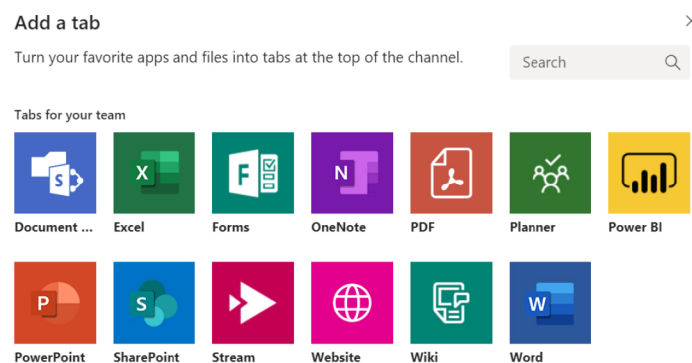 Add a tab
Turn your favorite apps and files into tabs at the top of the channel.
Search
Tabs for your team
Document ...
Excel
Forms
OneNote
PDF
Planner
Power BI
PowerPoint
SharePoint
Stream
Website
Wiki
Word